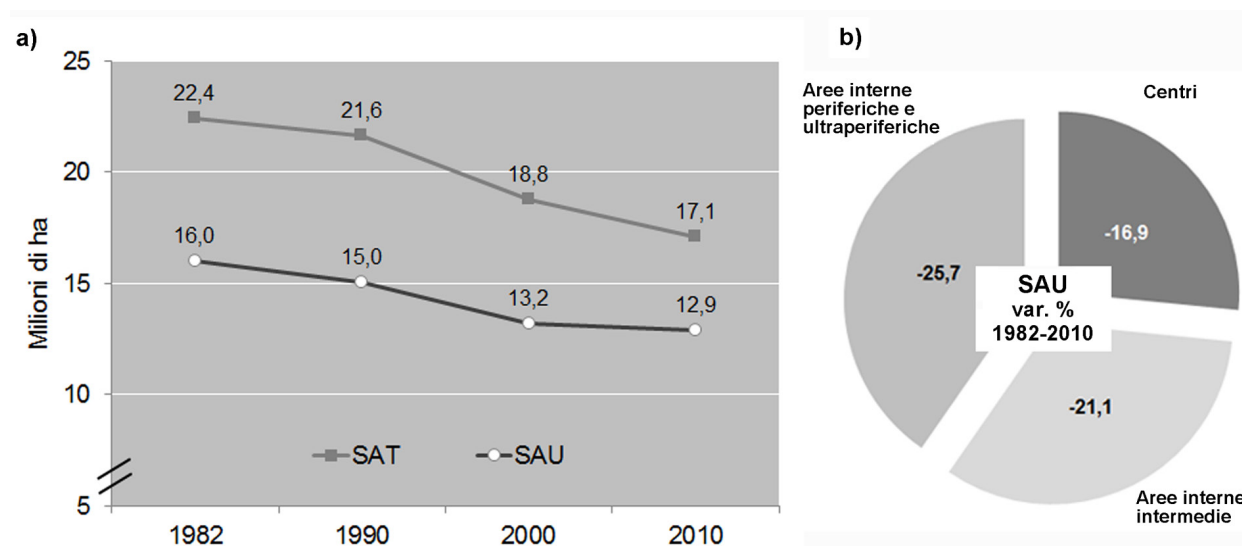 a)
Milioni di ha
25
20
15
10
5
22,4
21,6
18,8
17,1
16,0
15,0
13,2
12,9
SAT
SAU
1982
1990
2000
2010
b)
Aree interne
periferiche e
ultraperiferiche
Centri
-16,9
-25,7
SAU
var. %
1982-2010
-21,1
Aree interne
intermedie